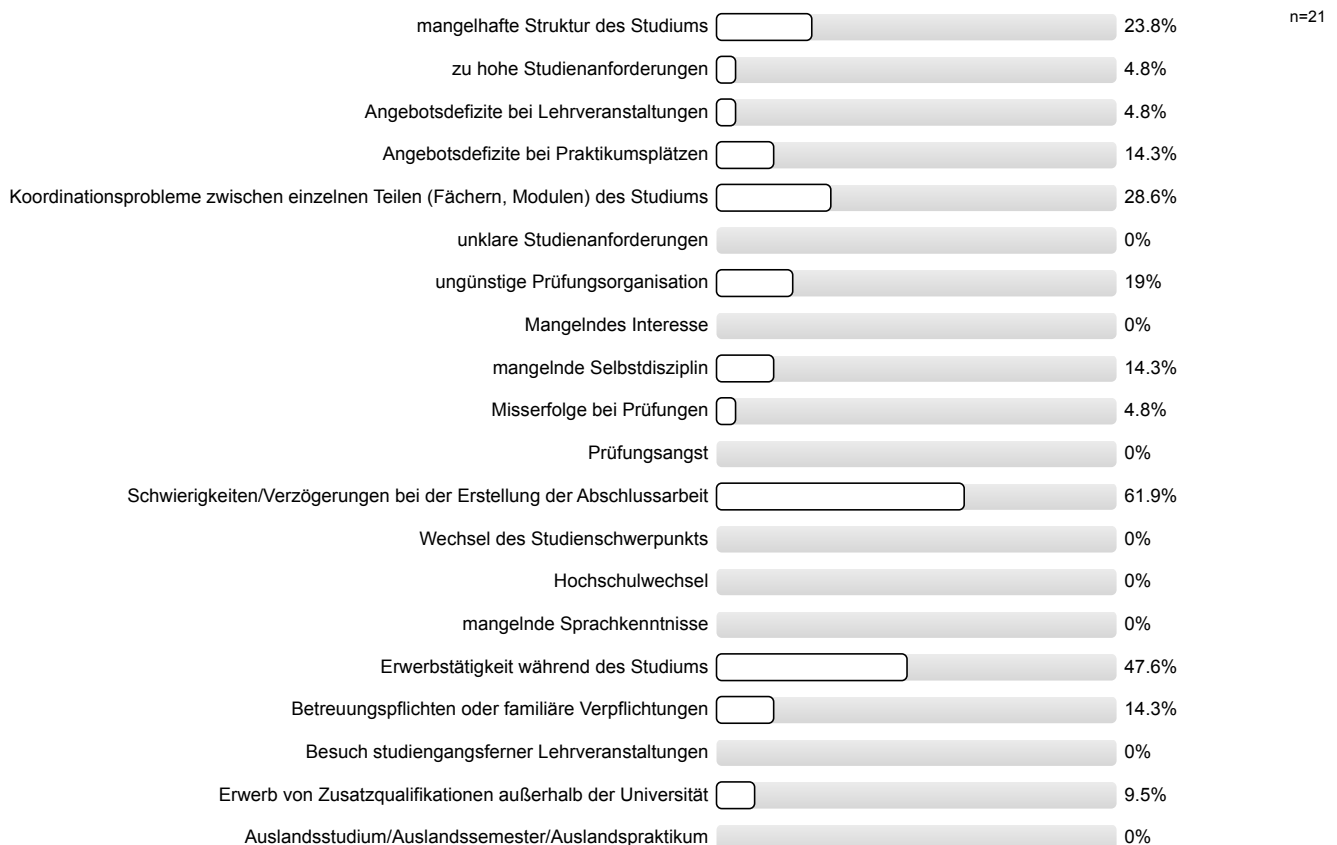 n=21
mangelhafte Struktur des Studiums 23.8%
zu hohe Studienanforderungen 4.8%
Angebotsdefizite bei Lehrveranstaltungen 4.8%
Angebotsdefizite bei Praktikumsplätzen 14.3%
Koordinationsprobleme zwischen einzelnen Teilen (Fächern, Modulen) des Studiums 28.6%
unklare Studienanforderungen 0%
ungünstige Prüfungsorganisation 19%
Mangelndes Interesse 0%
mangelnde Selbstdisziplin 14.3%
Misserfolge bei Prüfungen 4.8%
Prüfungsangst 0%
Schwierigkeiten/Verzögerungen bei der Erstellung der Abschlussarbeit 61.9%
Wechsel des Studienschwerpunkts 0%
Hochschulwechsel 0%
mangelnde Sprachkenntnisse 0%
Erwerbstätigkeit während des Studiums 47.6%
Betreuungspflichten oder familiäre Verpflichtungen 14.3%
Besuch studiengangsferner Lehrveranstaltungen 0%
Erwerb von Zusatzqualifikationen außerhalb der Universität 9.5%
Auslandsstudium/Auslandssemester/Auslandspraktikum 0%